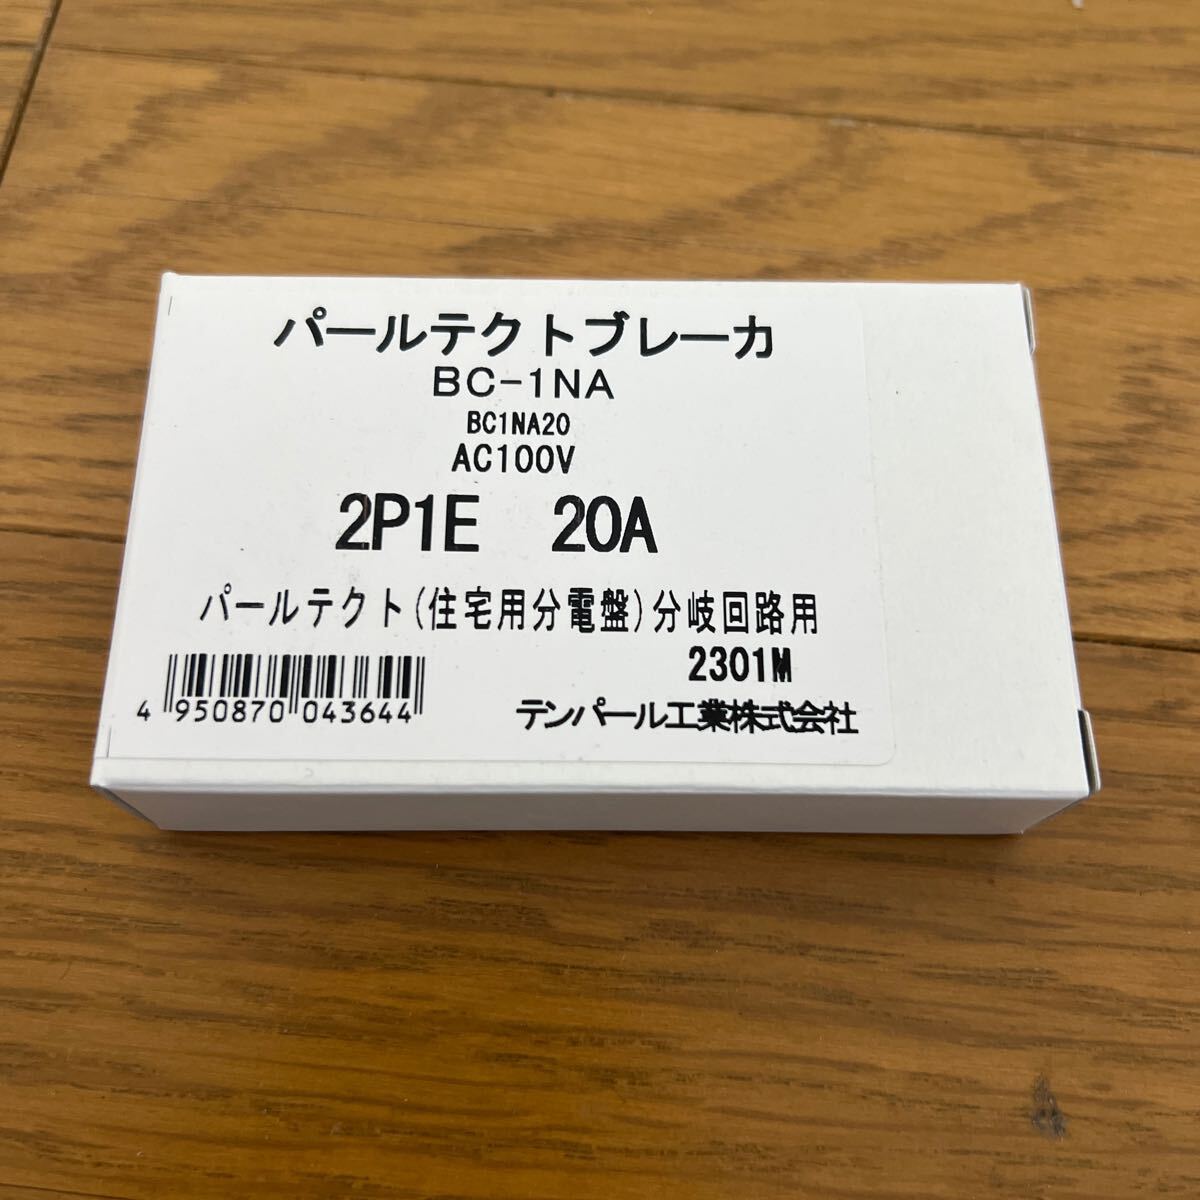 パールテクトブレーカ
BC-1NA
BC1NA20
AC100V
2P1E 20A
パールテクト(住宅用分電盤)分岐回路用
2301M
4 950870 043644
テンパール工業株式会社